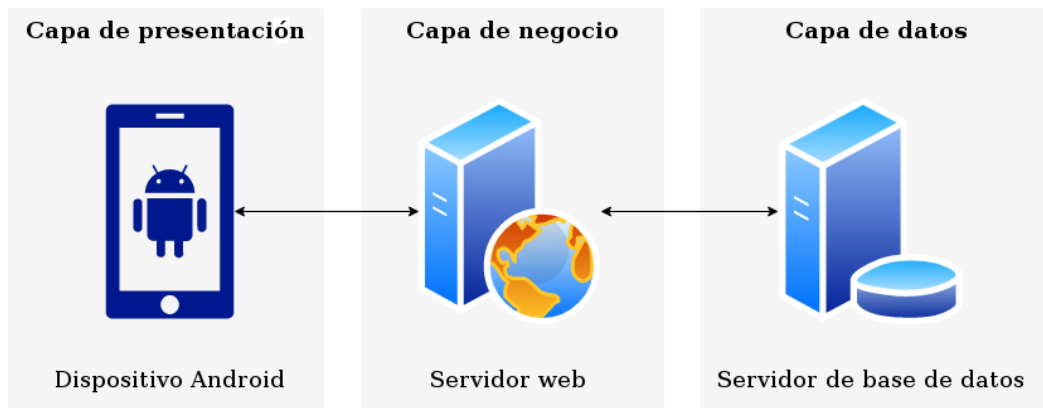 Capa de presentación
Capa de negocio
Capa de datos
Dispositivo Android
Servidor web
Servidor de base de datos